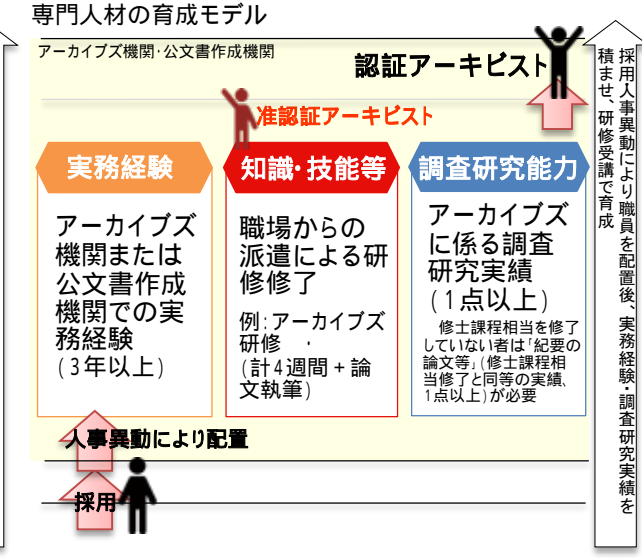 専門人材の育成モデル
アーカイブズ機関・公文書作成機関
認証アーキビスト
准認証アーキビスト
実務経験
アーカイブズ
機関または
公文書作成
機関での実
務経験
(3年以上)
知識・技能等
職場からの
派遣による研
修修了
例:アーカイブズ
研修
(計4週間+論
文執筆)
調査研究能力
アーカイブズ
に係る調査
研究実績
(1点以上)
修士課程相当を修了
していない者は「紀要の
論文等」(修士課程相
当修了と同等の実績、
1点以上)が必要
人事異動により配置
採用
採用人事異動により職員を配置後、実務経験・調査研究実績を
積ませ、研修受講で育成